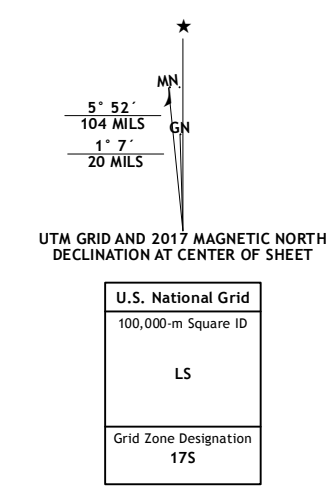 ★
MN
5° 52´
104 MILS
GN
1° 7´
20 MILS
UTM GRID AND 2017 MAGNETIC NORTH
DECLINATION AT CENTER OF SHEET
U.S. National Grid
100,000-m Square ID
LS
Grid Zone Designation
17S